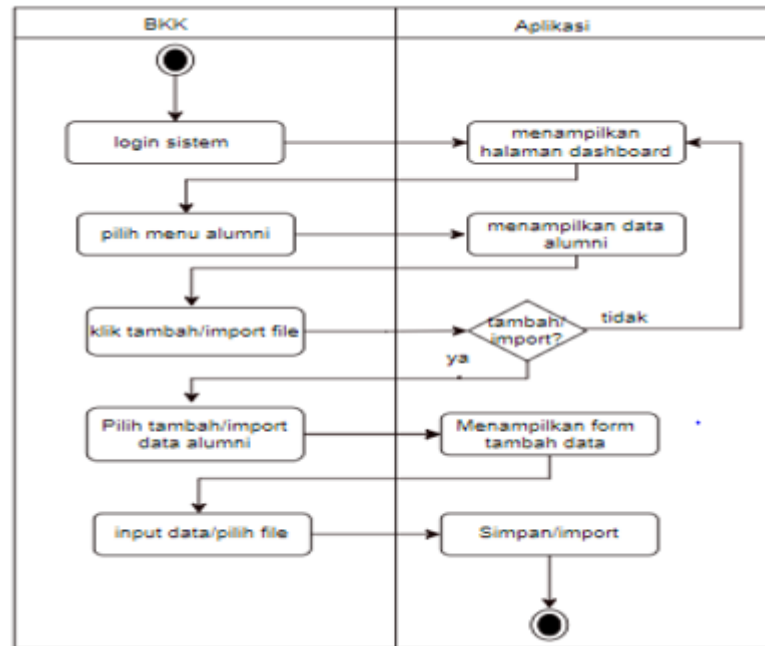 BKK
Aplikasi
login sistem
menampilkan
halaman dashboard
pilih menu alumni
menampilkan data
alumni
klik tambah/import file
tambah/
import?
tidak
ya
Pilih tambah/import
data alumni
Menampilkan form
tambah data
input data/pilih file
Simpan/import